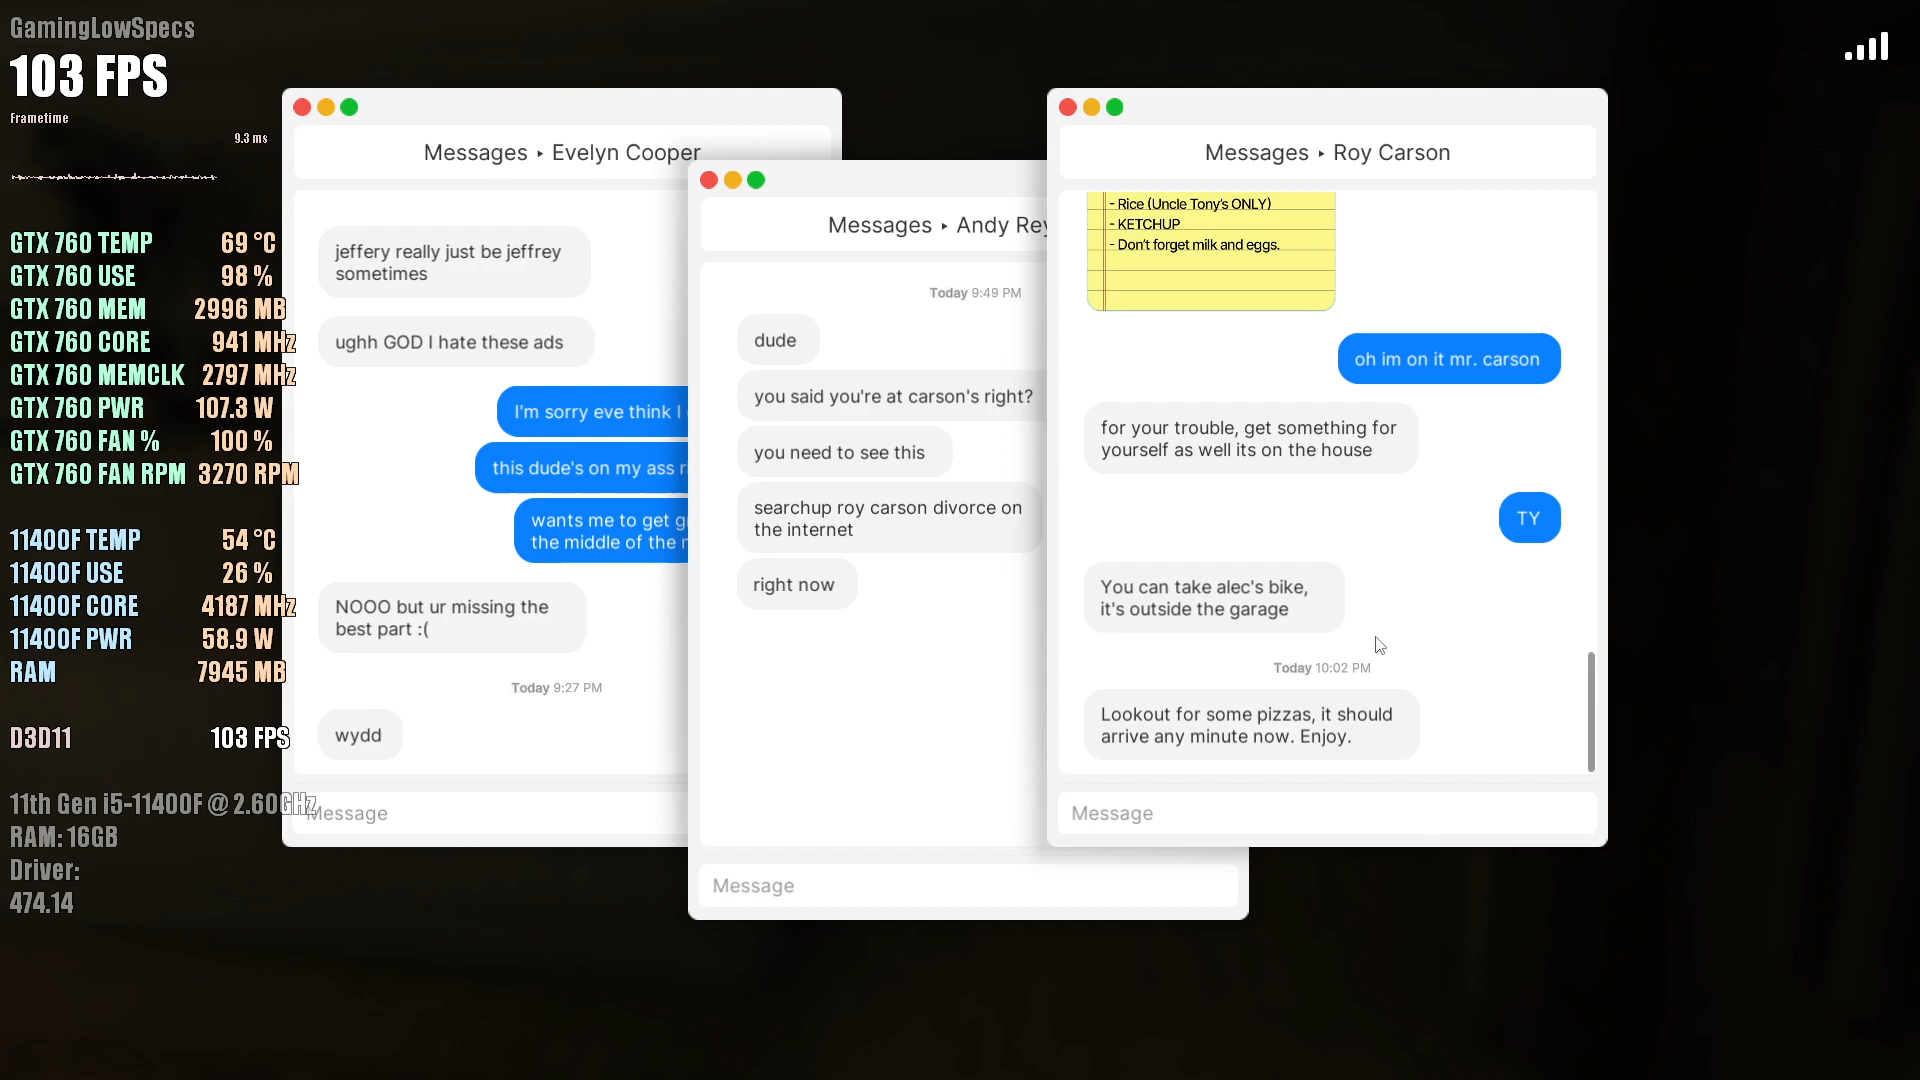 GamingLowSpecs
103 FPS
Frametime
9.3 ms
GTX 760 TEMP 69 °C
GTX 760 USE 98 %
GTX 760 MEM 2996 MB
GTX 760 CORE 941 MHz
GTX 760 MEMCLK 2797 MHz
GTX 760 PWR 107.3 W
GTX 760 FAN % 100 %
GTX 760 FAN RPM 3270 RPM
11400F TEMP 54 °C
11400F USE 26 %
11400F CORE 4187 MHz
11400F PWR 58.9 W
RAM 7945 MB
D3D11 103 FPS
11th Gen i5-11400F @ 2.60GHz
RAM: 16GB
Driver:
474.14
Messages ‣ Evelyn Cooper
jeffery really just be jeffrey
sometimes
ughh GOD I hate these ads
I'm sorry eve think I
this dude's on my ass
wants me to get
the middle of the
NOOO but ur missing the
best part :(
Today 9:27 PM
wydd
Message
Messages ‣ Andy
Today 9:49 PM
dude
you said you're at carson's right?
you need to see this
searchup roy carson divorce on
the internet
right now
Message
Messages ‣ Roy Carson
- Rice (Uncle Tony's ONLY)
- KETCHUP
- Don't forget milk and eggs.
oh im on it mr. carson
for your trouble, get something for
yourself as well its on the house
TY
You can take alec's bike,
it's outside the garage
Today 10:02 PM
Lookout for some pizzas, it should
arrive any minute now. Enjoy.
Message